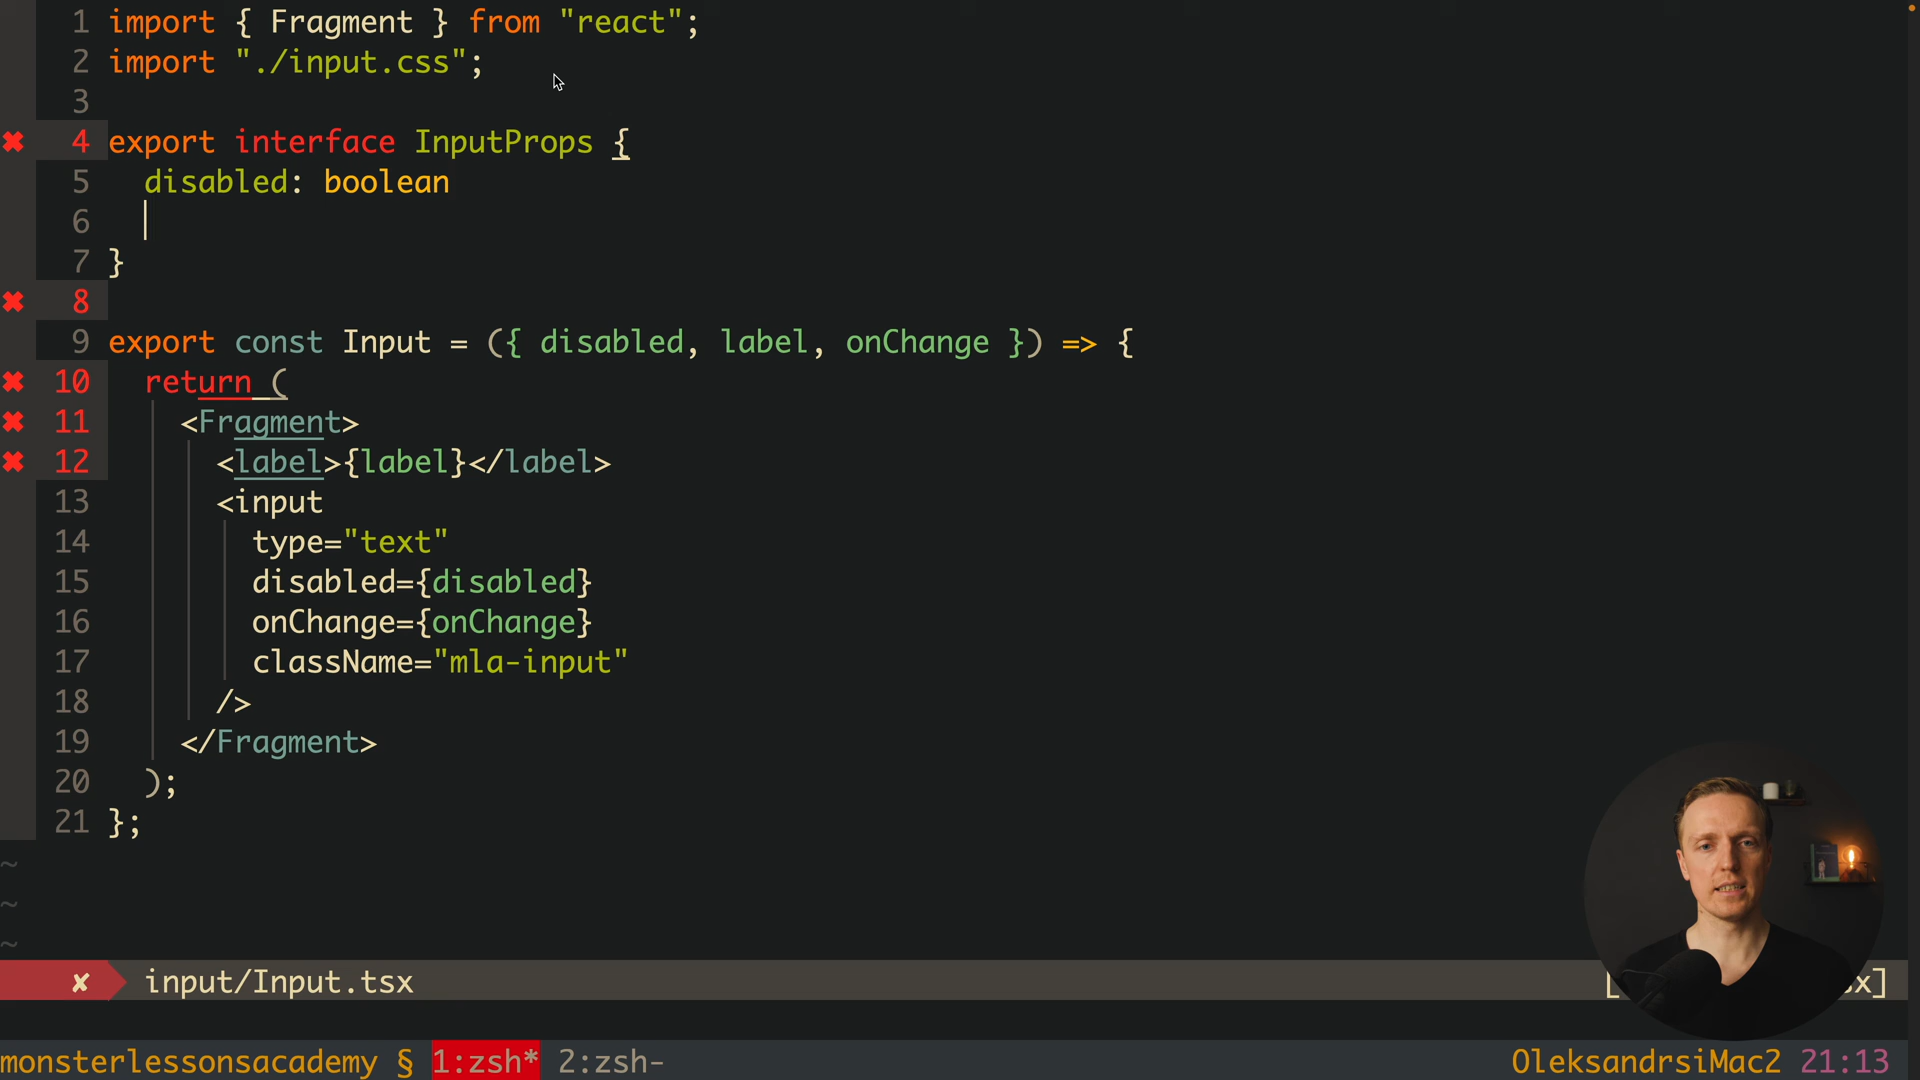 1 import { Fragment } from "react";
2 import "./input.css";
3
✖ 4 export interface InputProps {
5 disabled: boolean
6
7 }
✖ 8
9 export const Input = ({ disabled, label, onChange }) => {
✖ 10 return (
✖ 11 <Fragment>
✖ 12 <label>{label}</label>
13 <input
14 type="text"
15 disabled={disabled}
16 onChange={onChange}
17 className="mla-input"
18 />
19 </Fragment>
20 );
21 };
~
~
~
✘ input/Input.tsx [ x]
monsterlessonsacademy § 1:zsh* 2:zsh- OleksandrsiMac2 21:13